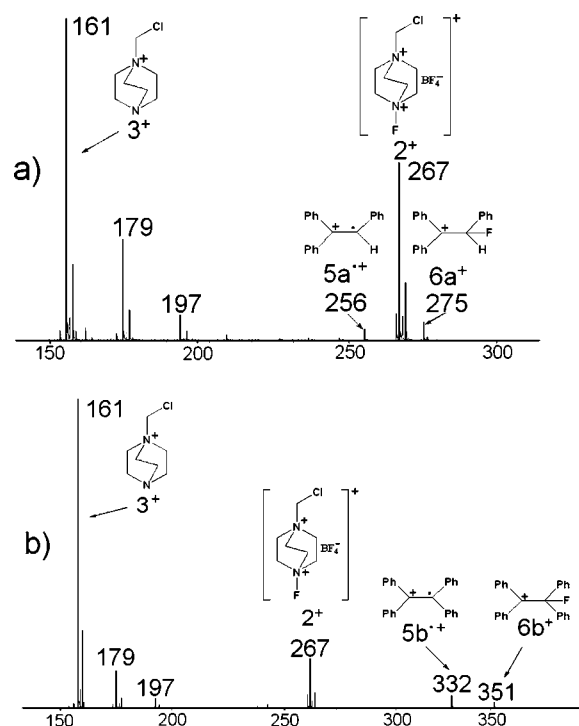 161
Cl
N+
N
3+
a)
179
197
Cl
+
N+
BF4−
N+
F
2+
267
Ph
Ph
+
·
Ph
H
5a·+
256
Ph
Ph
+
F
Ph
H
6a+
275
150
200
250
300
161
Cl
N+
N
3+
b)
179
197
Cl
+
N+
BF4−
N+
F
2+
267
Ph
Ph
+
·
Ph
Ph
5b·+
332
Ph
Ph
+
F
Ph
Ph
6b+
351
150
200
250
300
350